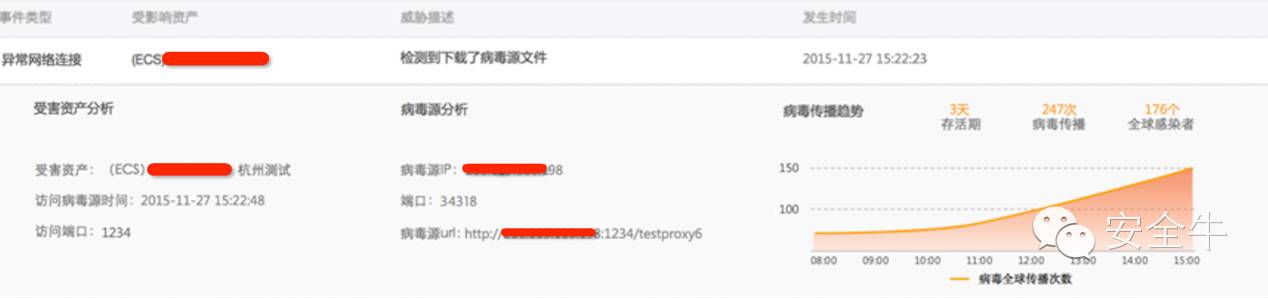 事件类型 受影响资产 威胁描述 发生时间
异常网络连接 (ECS) 检测到下载了病毒源文件 2015-11-27 15:22:23
受害资产分析 病毒源分析 病毒传播趋势 3天 247次 176个
存活期 病毒传播 全球感染者
受害资产: (ECS) 杭州测试 病毒源IP: 98
访问病毒源时间: 2015-11-27 15:22:48 端口: 34318
访问端口: 1234 病毒源url: http:// :1234/testproxy6
150
100
08:00 09:00 10:00 11:00 12:00 13:00 14:00 15:00
病毒全球传播次数
安全牛